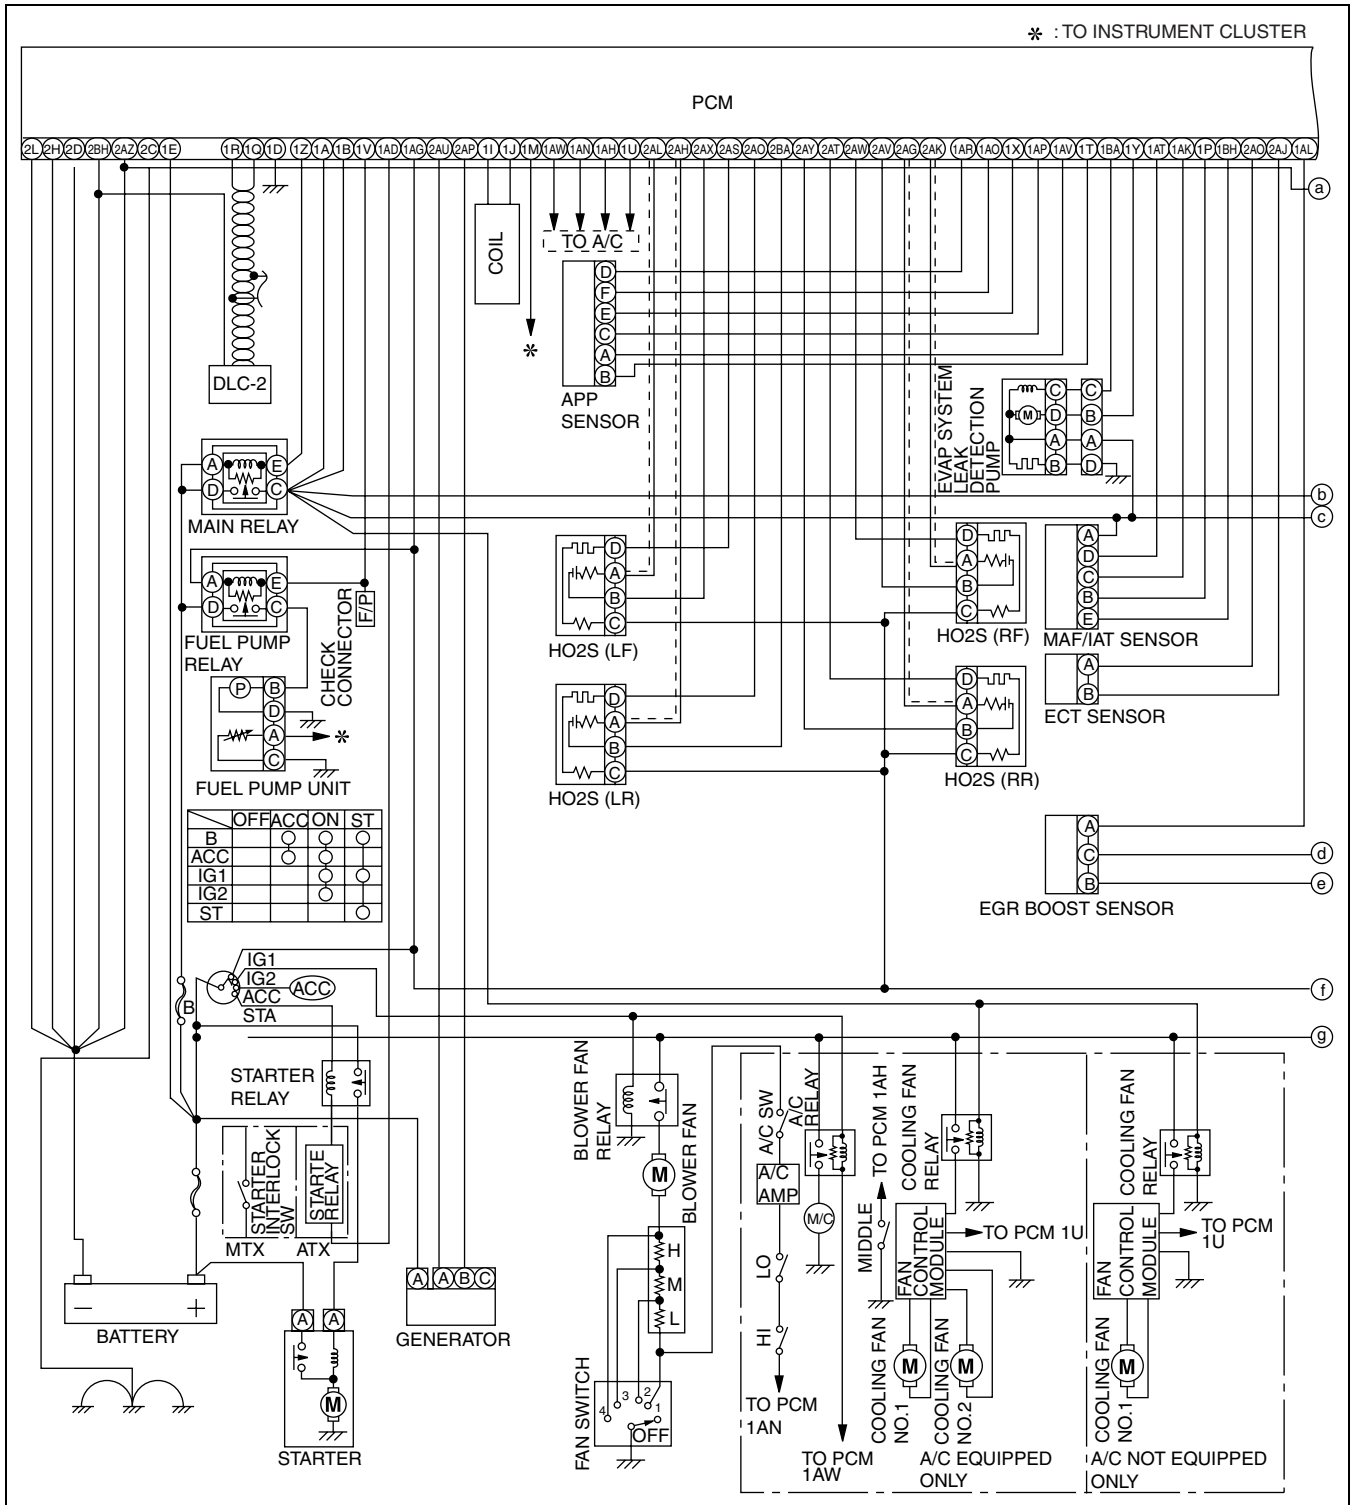 * : TO INSTRUMENT CLUSTER
PCM
2L 2H 2D 2BH 2AZ 2C 1E 1R 1Q 1D 1Z 1A 1B 1V 1AD 1AG 2AU 2AP 1I 1J 1M 1AW 1AN 1AH 1U 2AL 2AH 2AX 2AS 2AO 2BA 2AY 2AT 2AW 2AV 2AG 2AK 1AR 1AO 1X 1AP 1AV 1T 1BA 1Y 1AT 1AK 1P 1BH 2AO 2AJ 1AL
a
COIL
TO A/C
*
D
F
E
C
A
B
APP
SENSOR
DLC-2
EVAP SYSTEM
LEAK
DETECTION
PUMP
M
C C
D B
A A
B D
A E
D C
MAIN RELAY
b
c
A E
D C
FUEL PUMP
RELAY
CHECK
CONNECTOR
F/P
D
A
B
C
HO2S (LF)
D
A
B
C
HO2S (RF)
A
D
C
B
E
MAF/IAT SENSOR
P
B
D
A
C
*
FUEL PUMP UNIT
D
A
B
C
HO2S (LR)
D
A
B
C
HO2S (RR)
A
B
ECT SENSOR
OFF ACC ON ST
B
ACC
IG1
IG2
ST
A
C
B
d
e
EGR BOOST SENSOR
IG1
IG2
ACC
ACC
STA
B
f
g
STARTER
RELAY
STARTER
INTERLOCK
SW
STARTE
RELAY
MTX ATX
BATTERY
− +
A A
M
STARTER
A A B C
GENERATOR
BLOWER FAN
RELAY
M
BLOWER FAN
H
M
L
FAN SWITCH
4 3 2 1
OFF
A/C SW
A/C
RELAY
A/C
AMP
M/C
LO
HI
TO PCM
1AN
TO PCM
1AW
TO PCM 1AH
MIDDLE
COOLING FAN
RELAY
FAN
CONTROL
MODULE
TO PCM 1U
M
M
COOLING FAN
NO.1
COOLING FAN
NO.2
A/C EQUIPPED
ONLY
COOLING FAN
RELAY
FAN
CONTROL
MODULE
TO PCM
1U
M
COOLING FAN
NO.1
A/C NOT EQUIPPED
ONLY